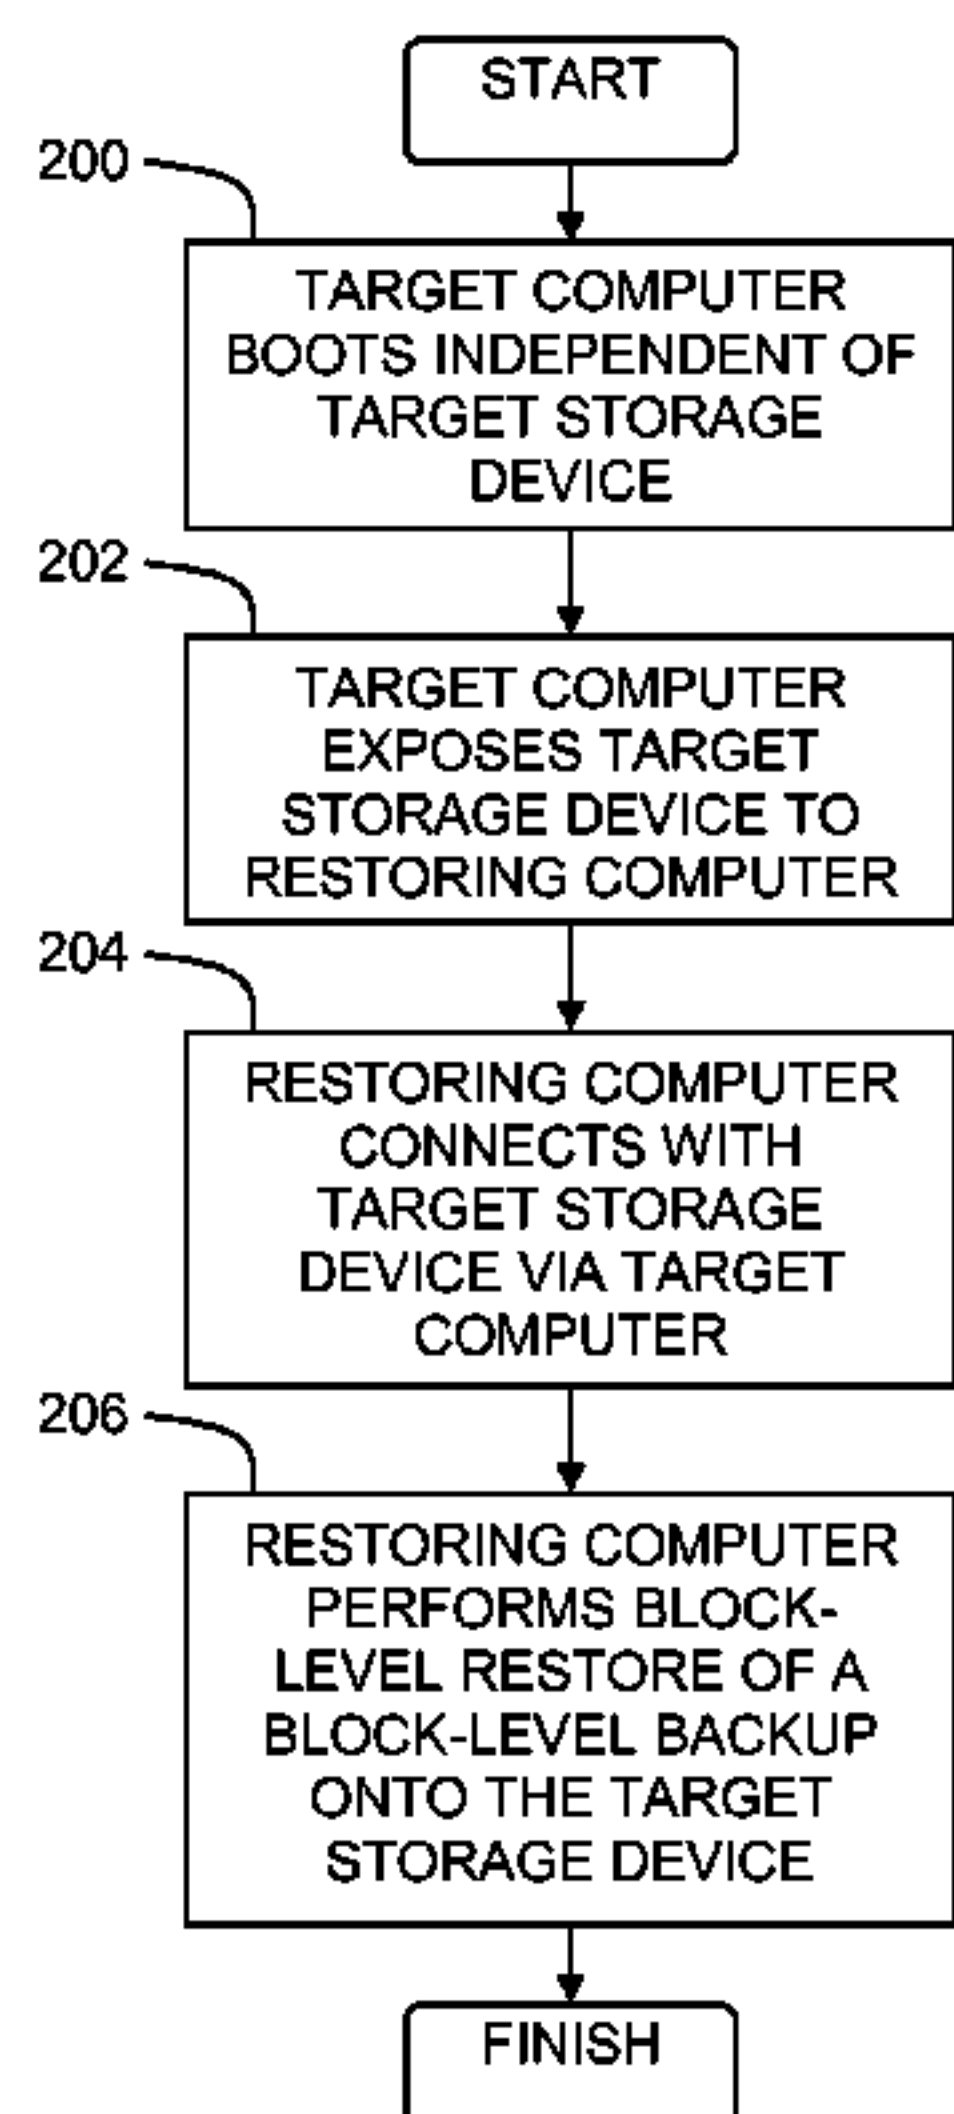 START
200
TARGET COMPUTER
BOOTS INDEPENDENT OF
TARGET STORAGE
DEVICE
202
TARGET COMPUTER
EXPOSES TARGET
STORAGE DEVICE TO
RESTORING COMPUTER
204
RESTORING COMPUTER
CONNECTS WITH
TARGET STORAGE
DEVICE VIA TARGET
COMPUTER
206
RESTORING COMPUTER
PERFORMS BLOCK-
LEVEL RESTORE OF A
BLOCK-LEVEL BACKUP
ONTO THE TARGET
STORAGE DEVICE
FINISH